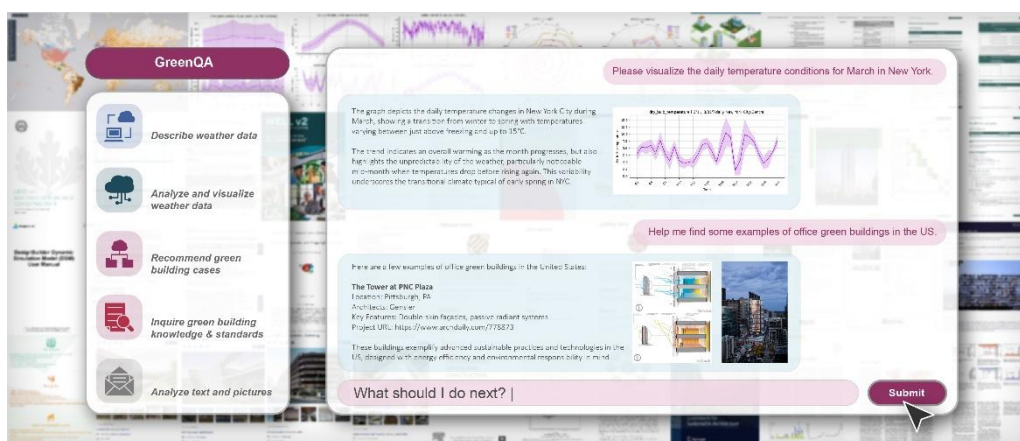 GreenQA
Describe weather data
Analyze and visualize
weather data
Recommend green
building cases
Inquire green building
knowledge & standards
Analyze text and pictures
Please visualize the daily temperature conditions for March in New York.
The graph depicts the daily temperature changes in New York City during
March, showing a transition from winter to spring with temperatures
varying between just above freezing and up to 15°C.
The trend indicates an overall warming as the month progresses, but also
highlights the unpredictability of the weather, particularly noticeable
mid-month when temperatures drop before rising again. This variability
underscores the transitional climate typical of early spring in NYC.
Help me find some examples of office green buildings in the US.
Here are a few examples of office green buildings in the United States:
The Tower at PNC Plaza
Location: Pittsburgh, PA
Architects: Gensler
Key Features: Double-skin façades, passive radiant systems
Project URL: https://www.archdaily.com/778873
These buildings exemplify advanced sustainable practices and technologies in the
US, designed with energy efficiency and environmental responsibility in mind.
What should I do next? |
Submit